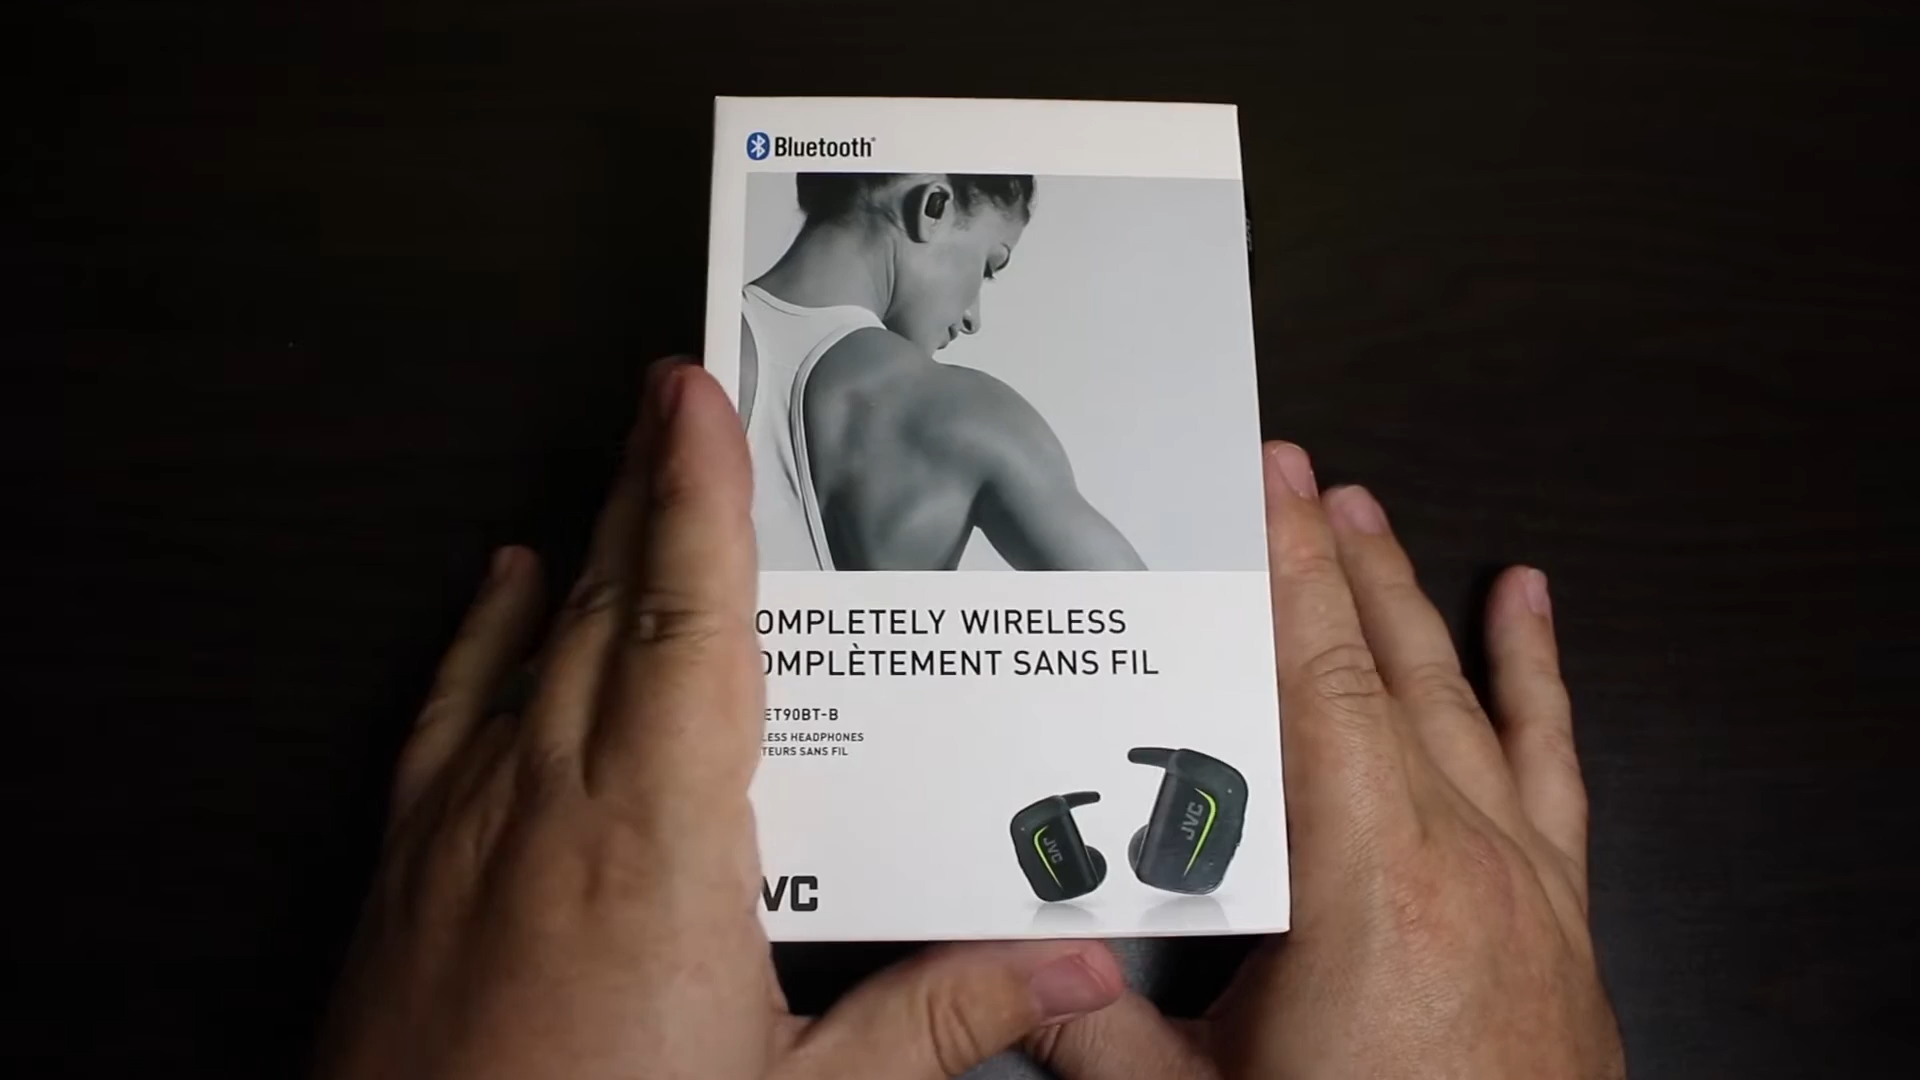 Bluetooth®
OMPLETELY WIRELESS
OMPLÈTEMENT SANS FIL
ET90BT-B
LESS HEADPHONES
TEURS SANS FIL
JVC
JVC
VC